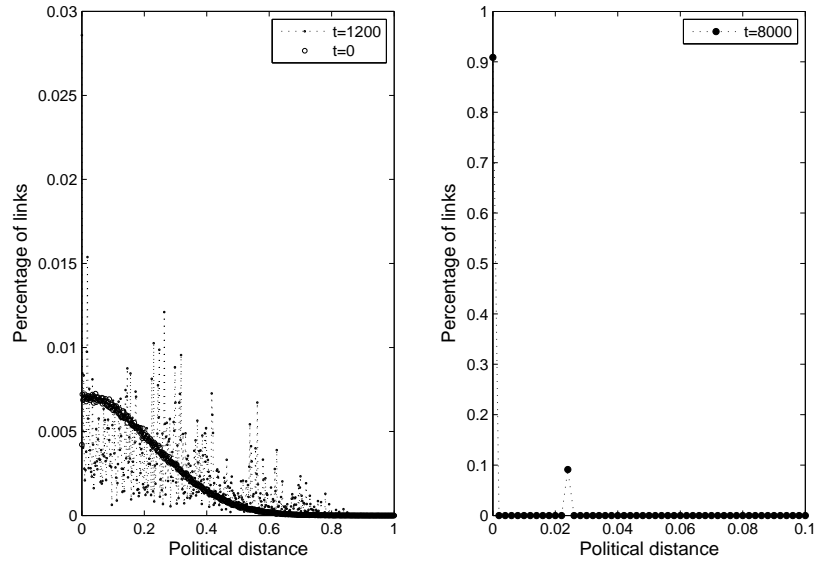 0.03
0.025
0.02
0.015
0.01
0.005
0
0 0.2 0.4 0.6 0.8 1
Political distance
Percentage of links
t=1200
t=0
1
0.9
0.8
0.7
0.6
0.5
0.4
0.3
0.2
0.1
0
0 0.02 0.04 0.06 0.08 0.1
Political distance
Percentage of links
t=8000